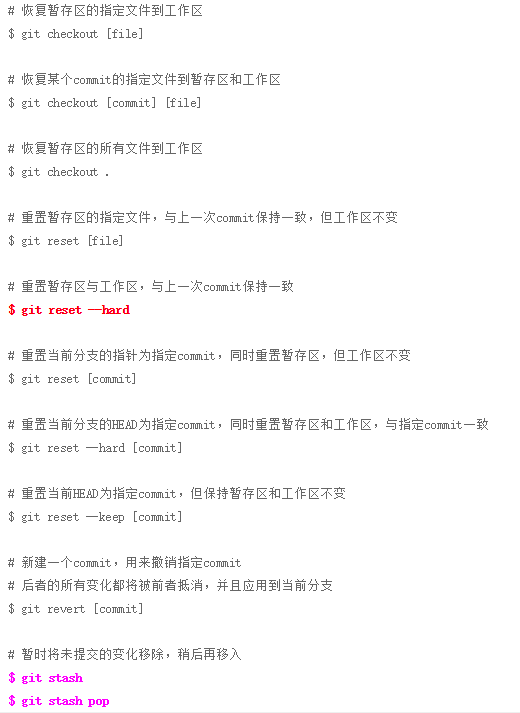 # 恢复暂存区的指定文件到工作区
$ git checkout [file]
# 恢复某个commit的指定文件到暂存区和工作区
$ git checkout [commit] [file]
# 恢复暂存区的所有文件到工作区
$ git checkout .
# 重置暂存区的指定文件，与上一次commit保持一致，但工作区不变
$ git reset [file]
# 重置暂存区与工作区，与上一次commit保持一致
$ git reset --hard
# 重置当前分支的指针为指定commit，同时重置暂存区，但工作区不变
$ git reset [commit]
# 重置当前分支的HEAD为指定commit，同时重置暂存区和工作区，与指定commit一致
$ git reset --hard [commit]
# 重置当前HEAD为指定commit，但保持暂存区和工作区不变
$ git reset --keep [commit]
# 新建一个commit，用来撤销指定commit
# 后者的所有变化都将被前者抵消，并且应用到当前分支
$ git revert [commit]
# 暂时将未提交的变化移除，稍后再移入
$ git stash
$ git stash pop